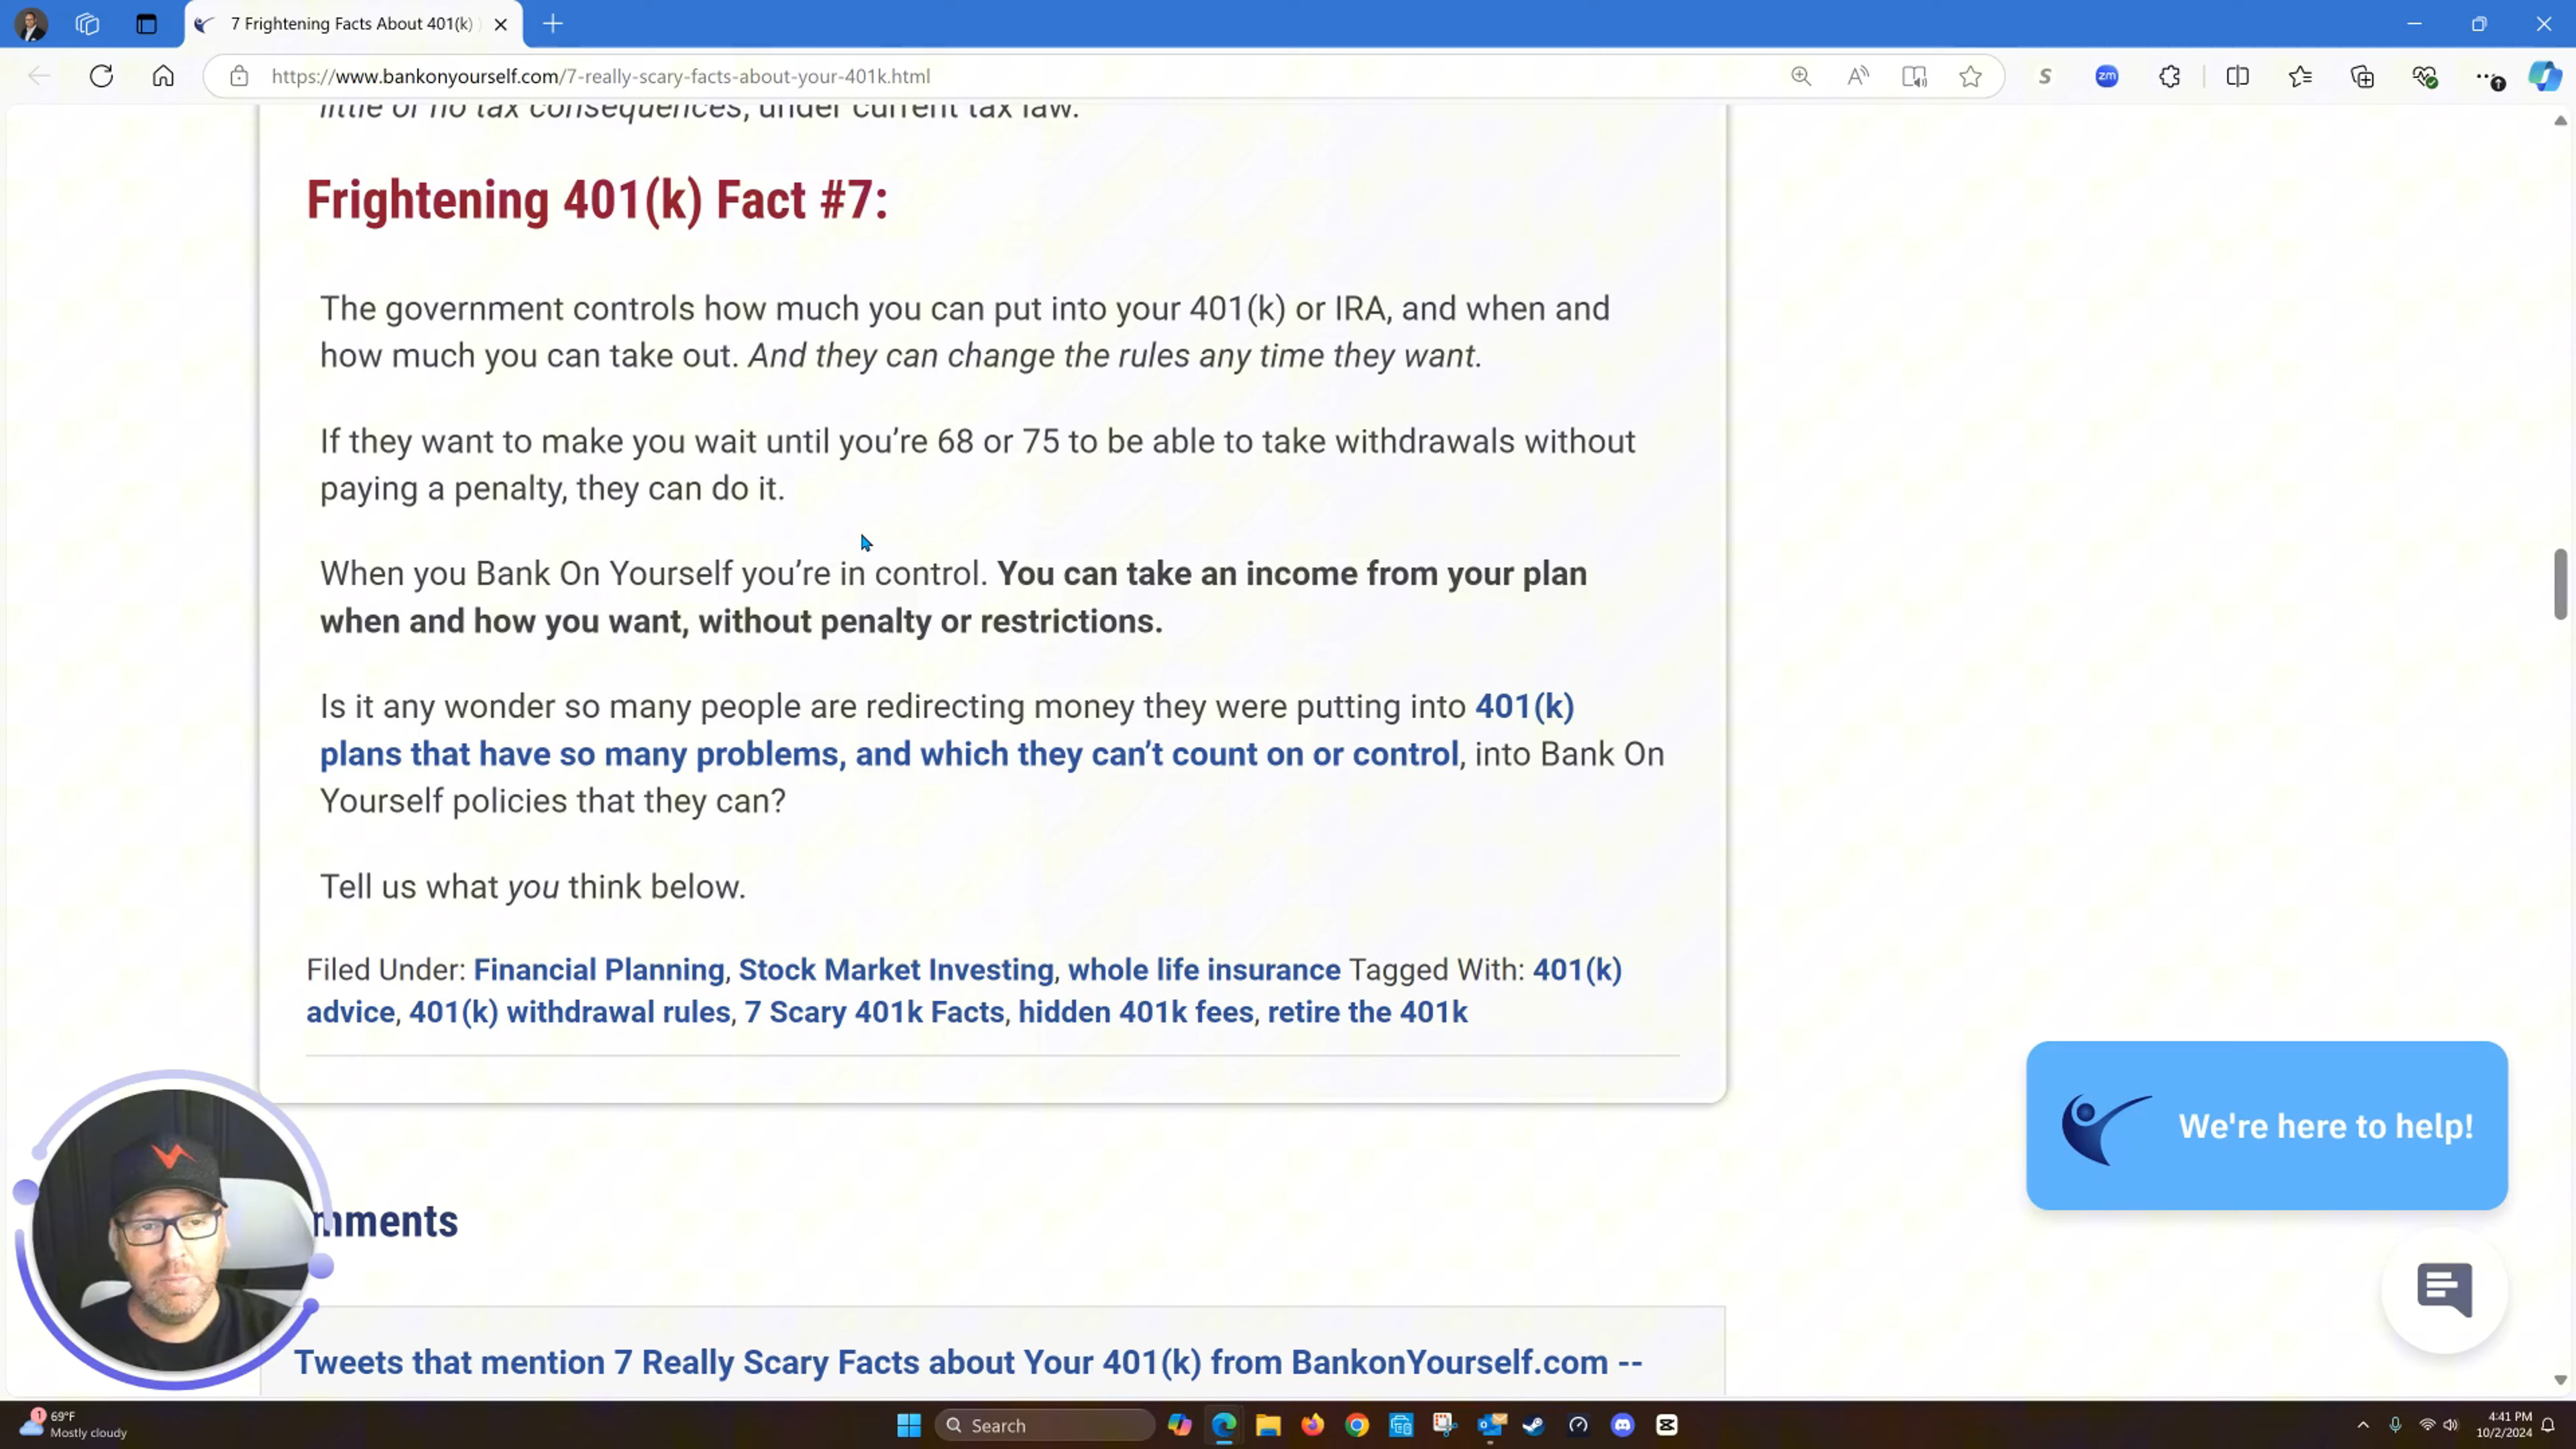 7 Frightening Facts About 401(k)
https://www.bankonyourself.com/7-really-scary-facts-about-your-401k.html
S
zm
little or no tax consequences, under current tax law.
Frightening 401(k) Fact #7:
The government controls how much you can put into your 401(k) or IRA, and when and
how much you can take out. And they can change the rules any time they want.
If they want to make you wait until you’re 68 or 75 to be able to take withdrawals without
paying a penalty, they can do it.
When you Bank On Yourself you’re in control. You can take an income from your plan
when and how you want, without penalty or restrictions.
Is it any wonder so many people are redirecting money they were putting into 401(k)
plans that have so many problems, and which they can’t count on or control, into Bank On
Yourself policies that they can?
Tell us what you think below.
Filed Under: Financial Planning, Stock Market Investing, whole life insurance Tagged With: 401(k)
advice, 401(k) withdrawal rules, 7 Scary 401k Facts, hidden 401k fees, retire the 401k
We're here to help!
mments
Tweets that mention 7 Really Scary Facts about Your 401(k) from BankonYourself.com --
1
69°F
Mostly cloudy
Search
4:41 PM
10/2/2024